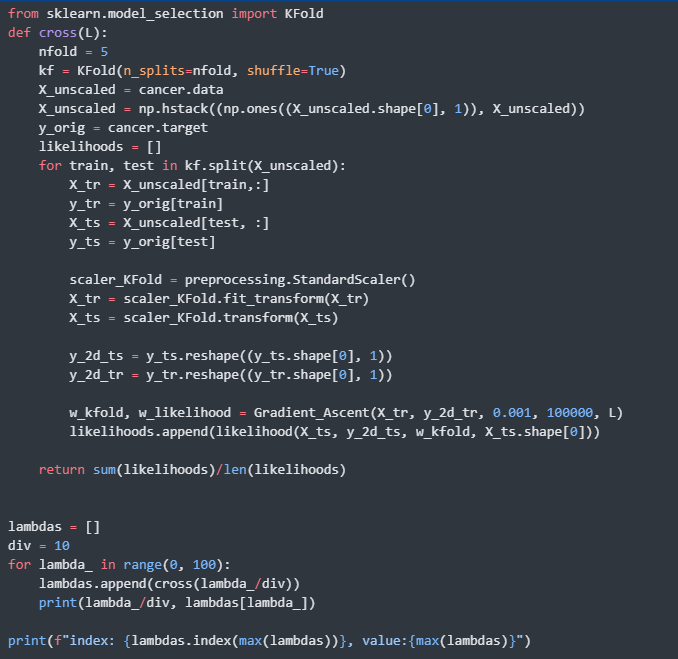 from sklearn.model_selection import KFold
def cross(L):
    nfold = 5
    kf = KFold(n_splits=nfold, shuffle=True)
    X_unscaled = cancer.data
    X_unscaled = np.hstack((np.ones((X_unscaled.shape[0], 1)), X_unscaled))
    y_orig = cancer.target
    likelihoods = []
    for train, test in kf.split(X_unscaled):
        X_tr = X_unscaled[train,:]
        y_tr = y_orig[train]
        X_ts = X_unscaled[test, :]
        y_ts = y_orig[test]

        scaler_KFold = preprocessing.StandardScaler()
        X_tr = scaler_KFold.fit_transform(X_tr)
        X_ts = scaler_KFold.transform(X_ts)

        y_2d_ts = y_ts.reshape((y_ts.shape[0], 1))
        y_2d_tr = y_tr.reshape((y_tr.shape[0], 1))

        w_kfold, w_likelihood = Gradient_Ascent(X_tr, y_2d_tr, 0.001, 100000, L)
        likelihoods.append(likelihood(X_ts, y_2d_ts, w_kfold, X_ts.shape[0]))

    return sum(likelihoods)/len(likelihoods)


lambdas = []
div = 10
for lambda_ in range(0, 100):
    lambdas.append(cross(lambda_/div))
    print(lambda_/div, lambdas[lambda_])

print(f"index: {lambdas.index(max(lambdas))}, value:{max(lambdas)}")